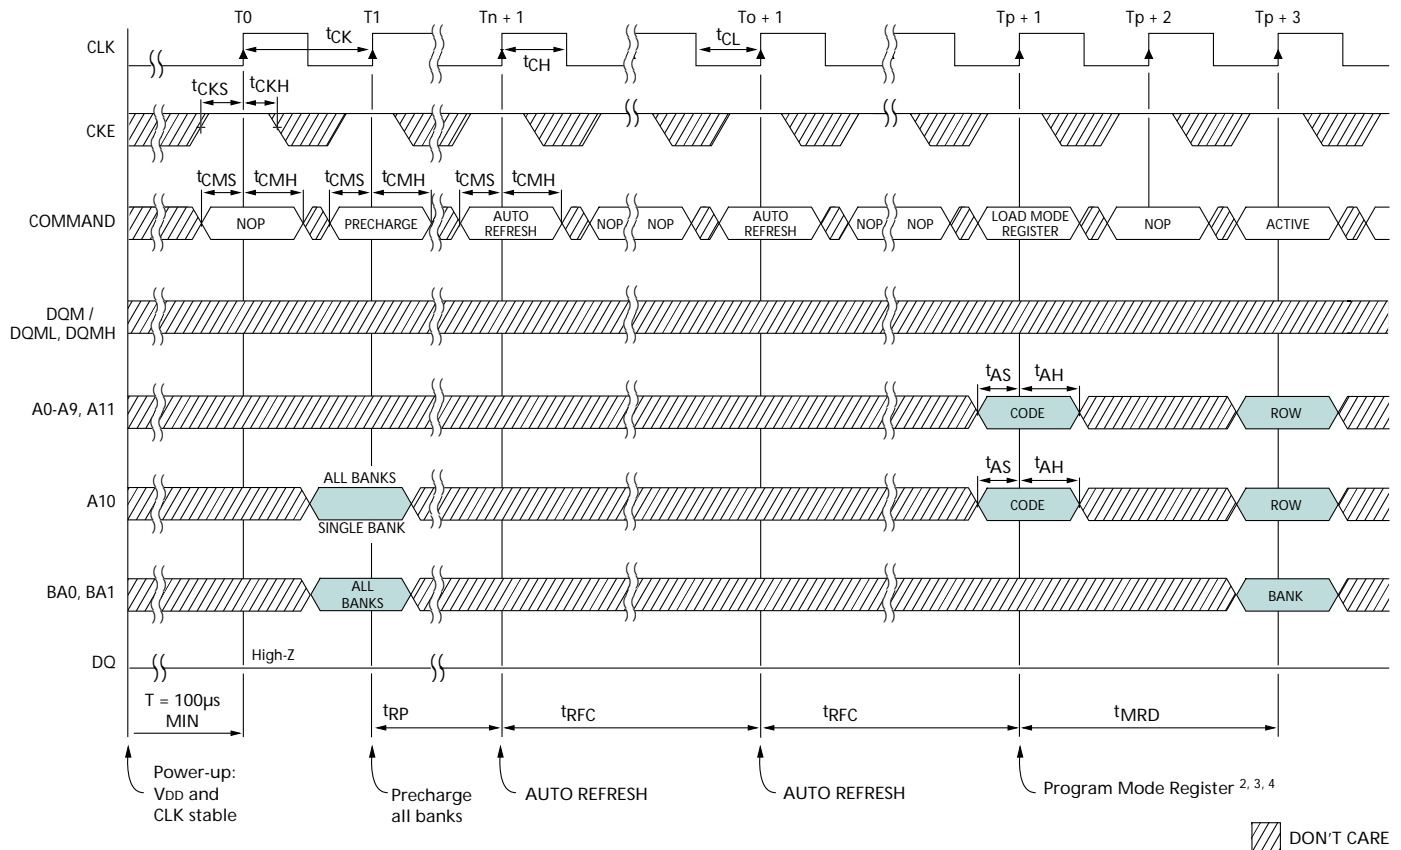 T0 T1 Tn + 1 To + 1 Tp + 1 Tp + 2 Tp + 3
CLK
tCK
tCH
tCL
tCKS tCKH
CKE
tCMS tCMH tCMS tCMH tCMS tCMH
COMMAND
NOP
PRECHARGE
AUTO
REFRESH
NOP
NOP
AUTO
REFRESH
NOP
NOP
LOAD MODE
REGISTER
NOP
ACTIVE
DQM /
DQML, DQMH
tAS tAH
A0-A9, A11
CODE
ROW
tAS tAH
A10
ALL BANKS
SINGLE BANK
CODE
ROW
BA0, BA1
ALL
BANKS
BANK
DQ
High-Z
T = 100µs
MIN
tRP
tRFC
tRFC
tMRD
Power-up:
VDD and
CLK stable
Precharge
all banks
AUTO REFRESH
AUTO REFRESH
Program Mode Register 2, 3, 4
DON'T CARE